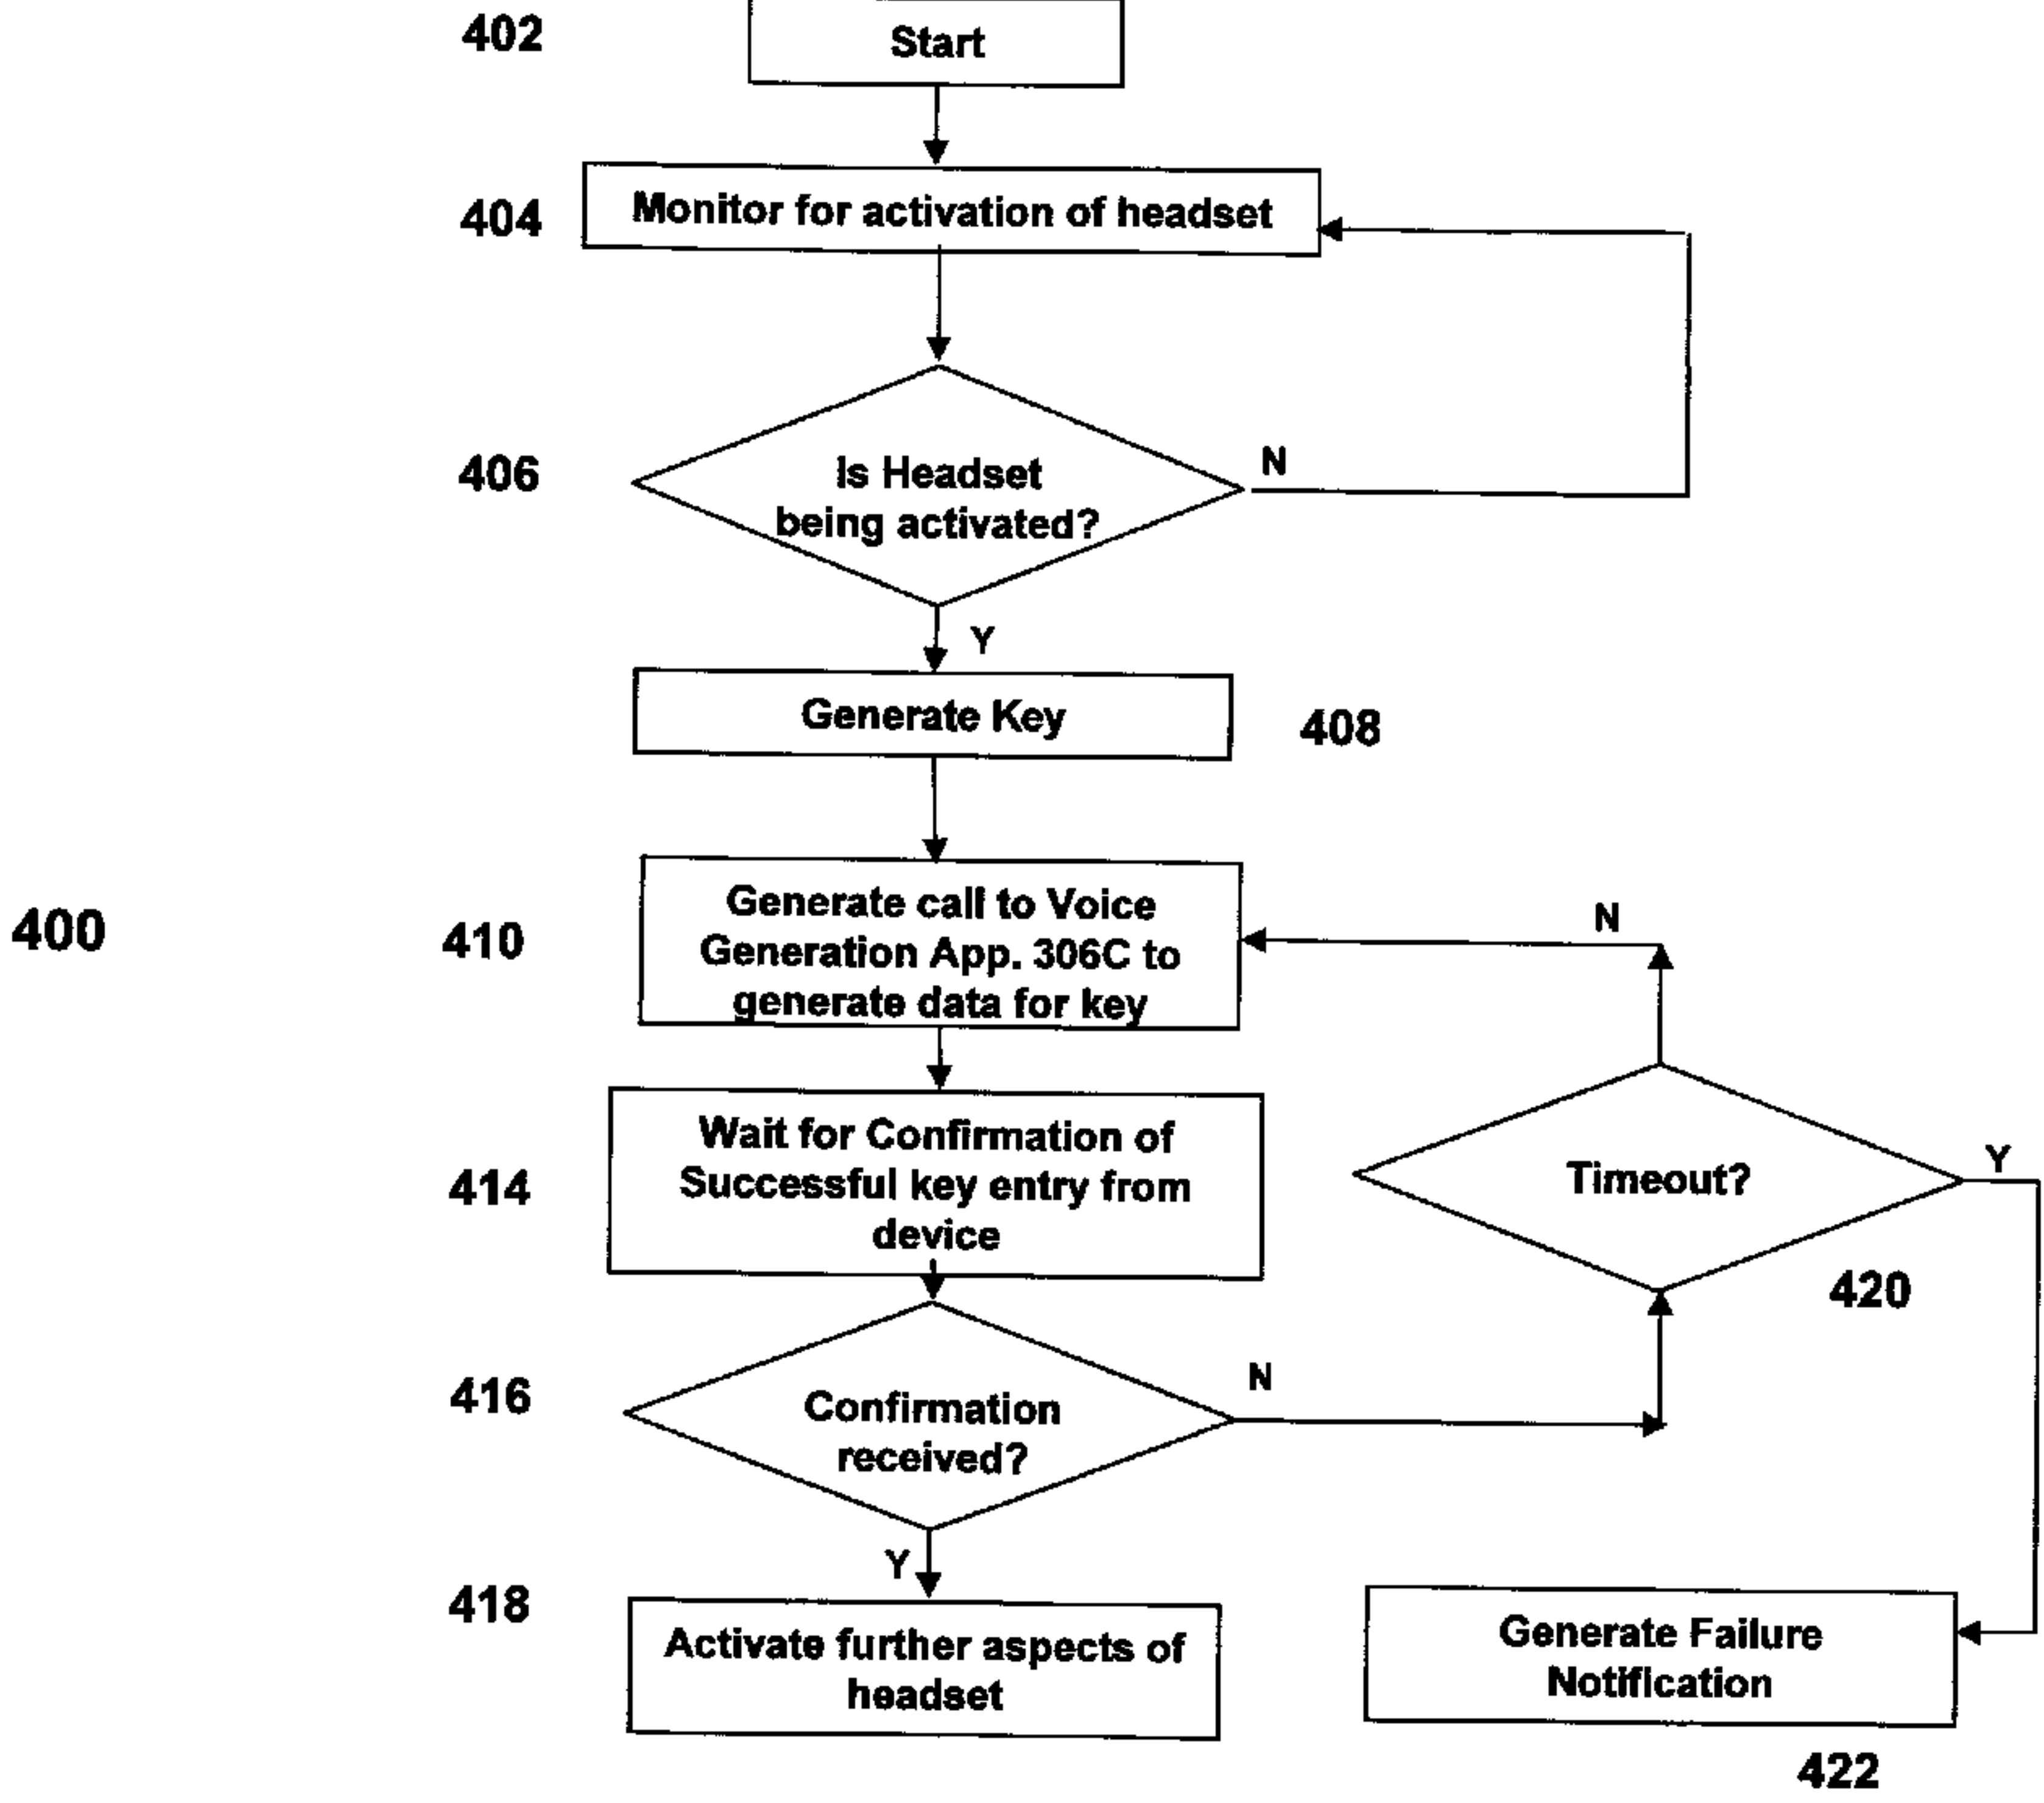 402
Start
404
Monitor for activation of headset
406
Is Headset
being activated?
N
Y
Generate Key
408
400
410
Generate call to Voice
Generation App. 306C to
generate data for key
N
414
Wait for Confirmation of
Successful key entry from
device
Timeout?
Y
420
416
Confirmation
received?
N
Y
418
Activate further aspects of
headset
Generate Failure
Notification
422